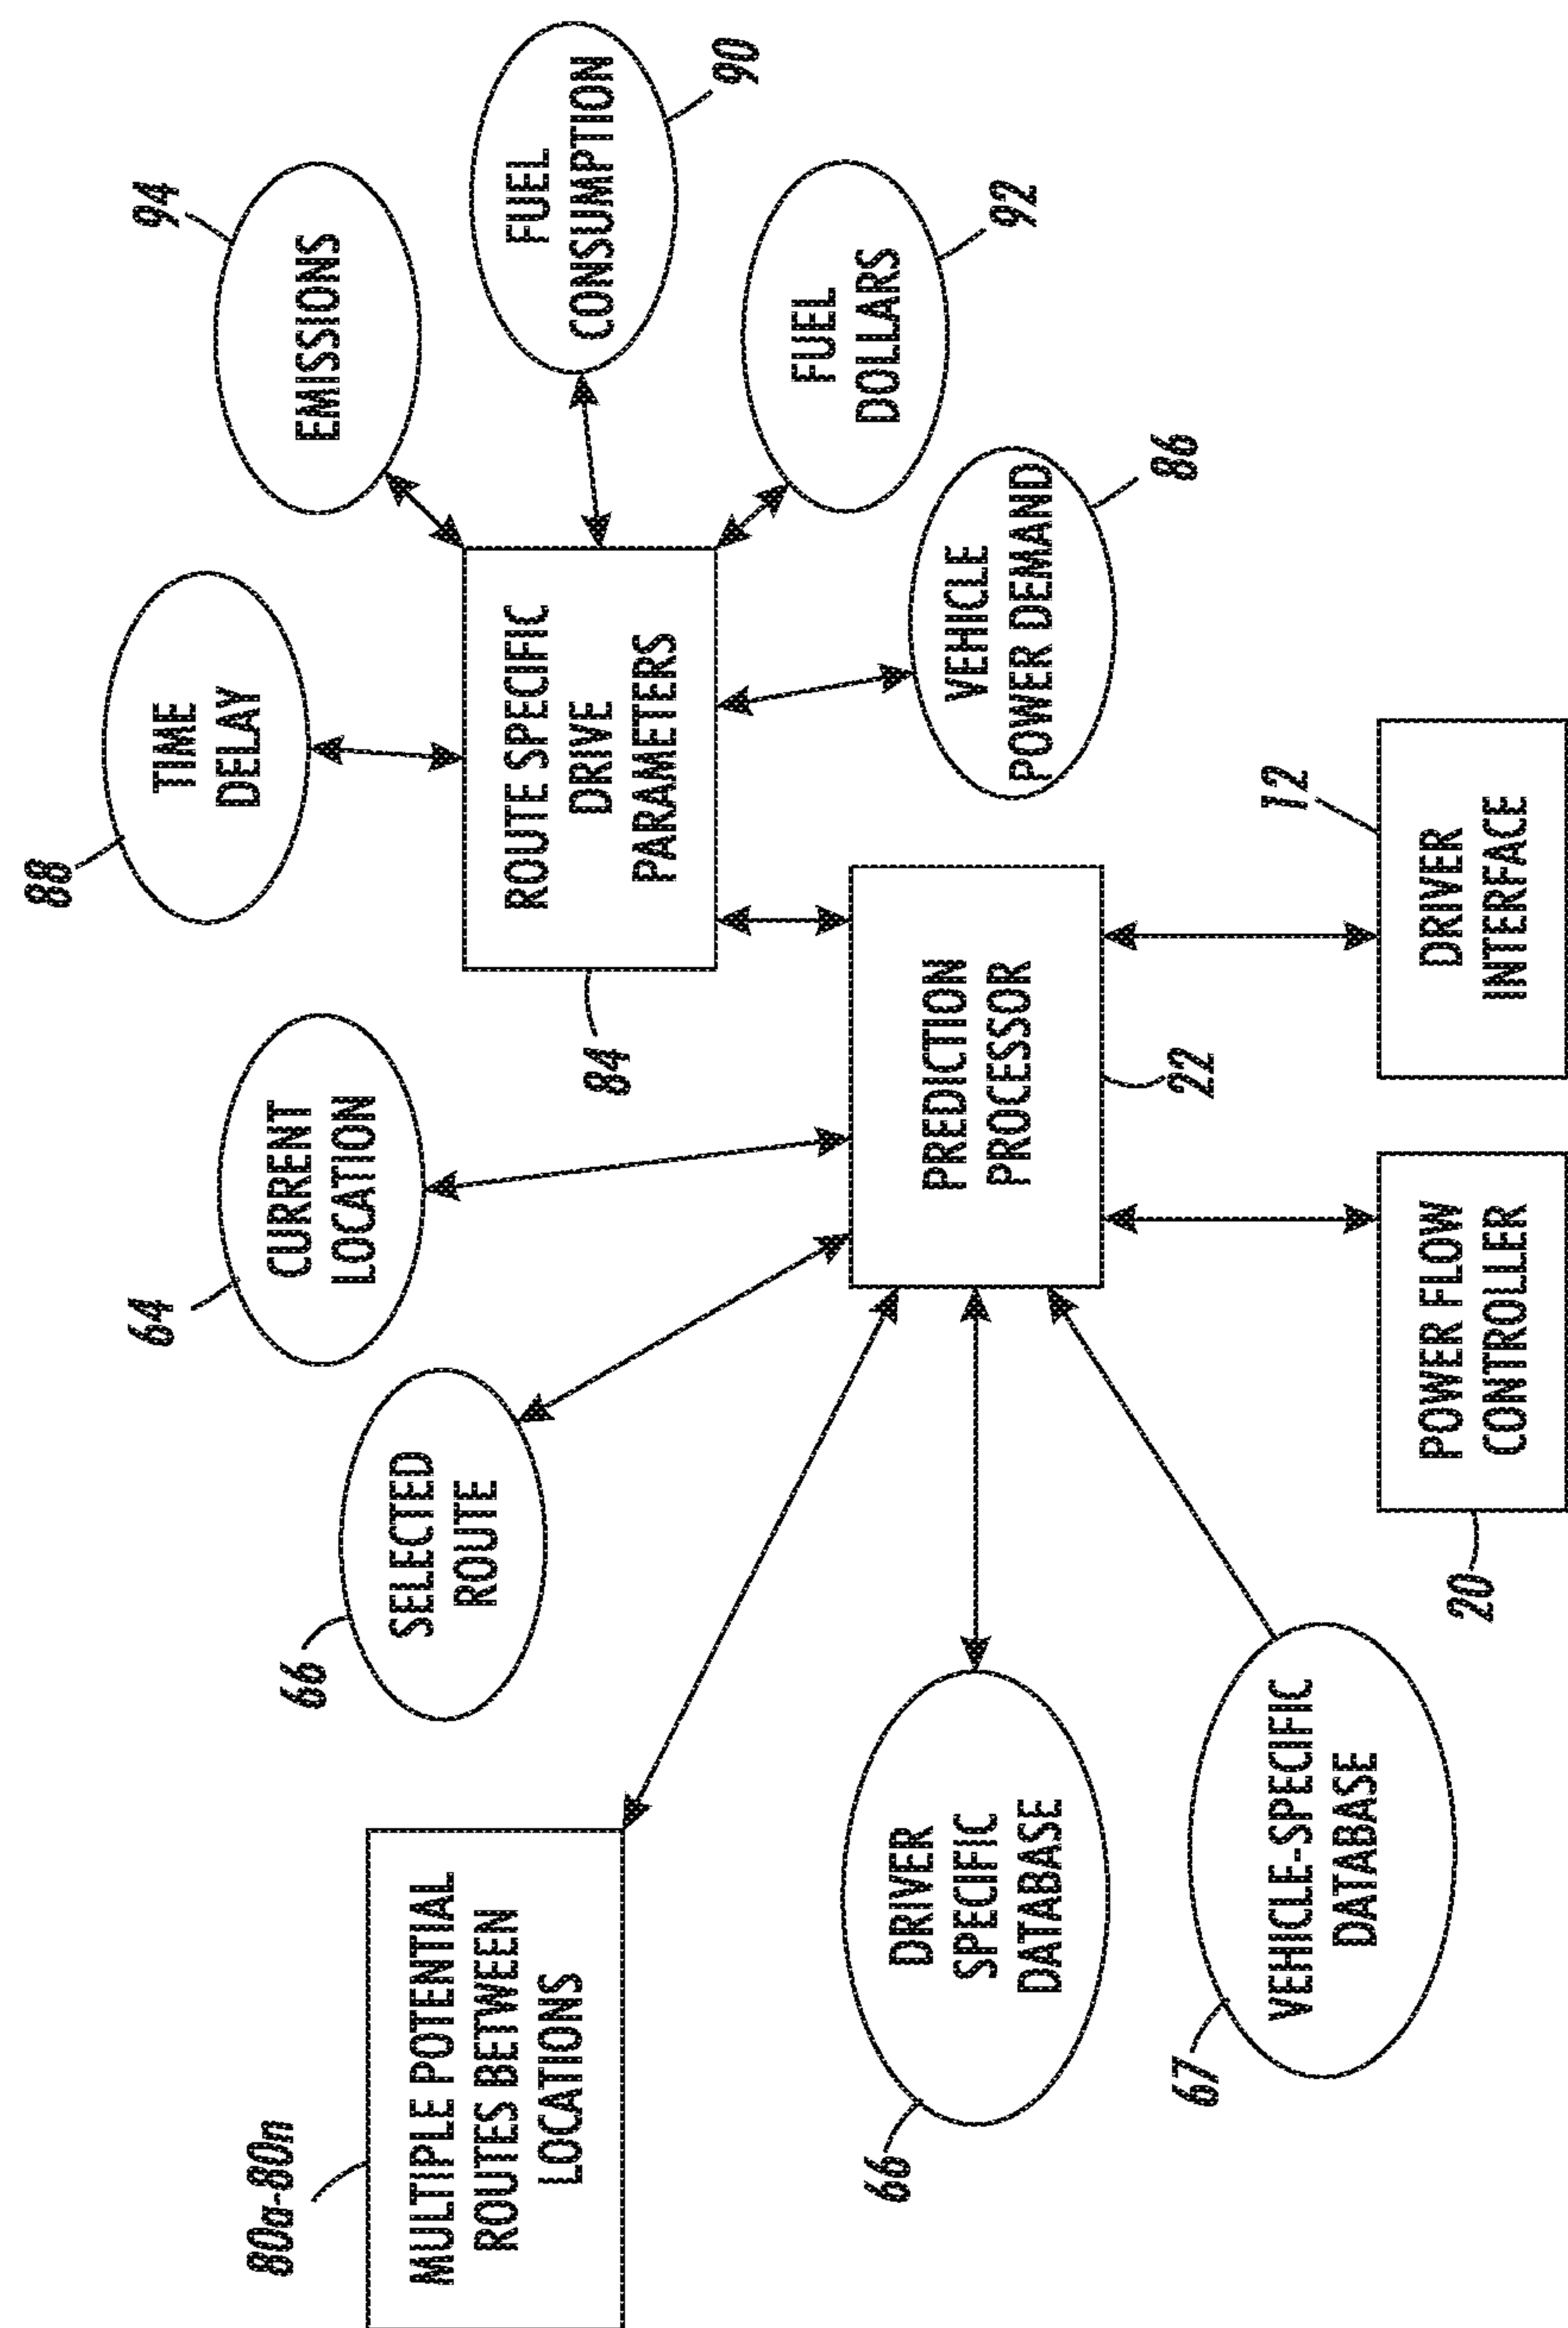 80a-80n
MULTIPLE POTENTIAL
ROUTES BETWEEN
LOCATIONS
66
SELECTED
ROUTE
64
CURRENT
LOCATION
88
TIME
DELAY
94
EMISSIONS
FUEL
CONSUMPTION
90
FUEL
DOLLARS
92
ROUTE SPECIFIC
DRIVE
PARAMETERS
84
VEHICLE
POWER DEMAND
86
66
DRIVER
SPECIFIC
DATABASE
PREDICTION
PROCESSOR
22
67
VEHICLE-SPECIFIC
DATABASE
20
POWER FLOW
CONTROLLER
12
DRIVER
INTERFACE